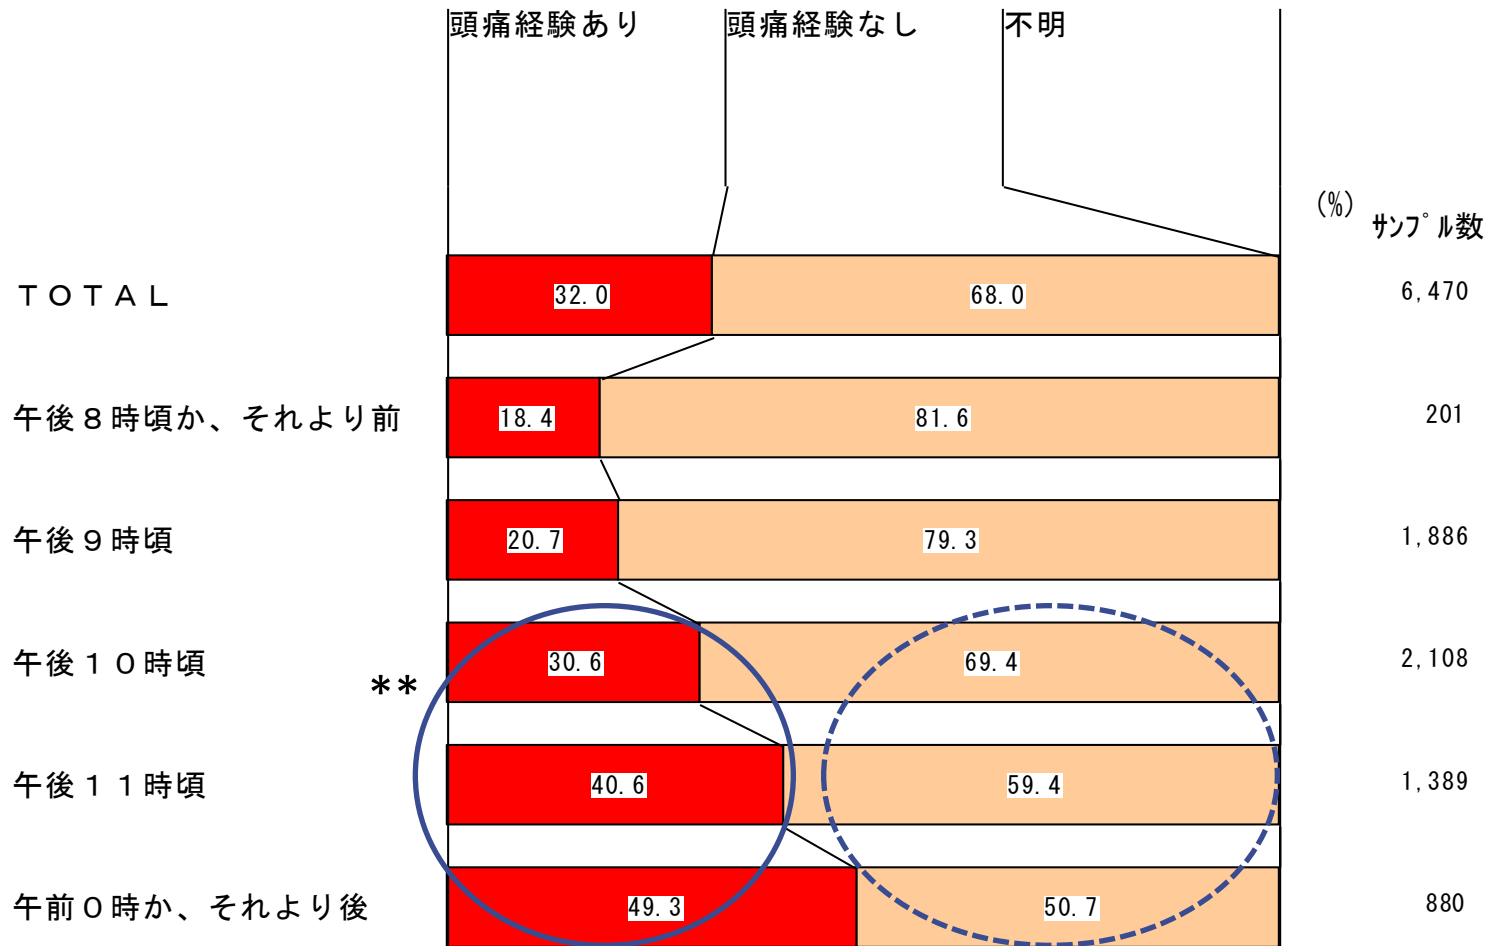 頭痛経験あり 頭痛経験なし 不明
(%)
ｻﾝﾌﾟﾙ数
ＴＯＴＡＬ 32.0 68.0 6,470
午後８時頃か、それより前 18.4 81.6 201
午後９時頃 20.7 79.3 1,886
午後１０時頃 30.6 69.4 2,108
**
午後１１時頃 40.6 59.4 1,389
午前０時か、それより後 49.3 50.7 880